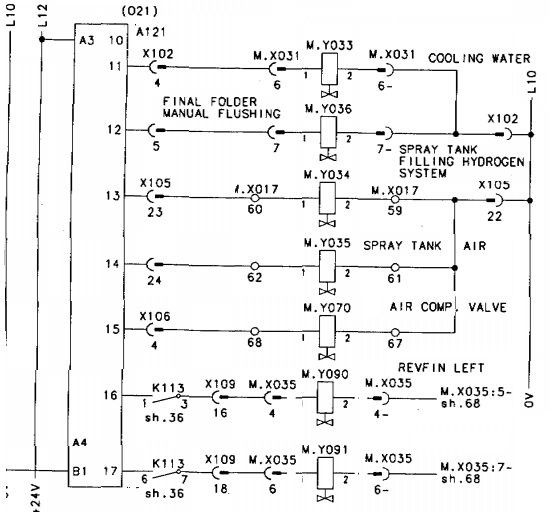 L10
L12
(021)
A121
A3 10
11
X102
4
M.X031
6
M.Y033
1 2
M.X031
6-
COOLING WATER
L10
FINAL FOLDER
MANUAL FLUSHING
12
5
7
M.Y036
1 2
7-
X102
SPRAY TANK
FILLING HYDROGEN
SYSTEM
13
X105
23
.X017
60
M.Y034
1 2
M.X017
59
X105
22
14
24
62
M.Y035
1 2
61
SPRAY TANK AIR
15
X106
4
68
M.Y070
1 2
67
AIR COMP. VALVE
REVFIN LEFT
16
K113
1 3
sh.36
X109
16
M.X035
4
M.Y090
2
M.X035
4-
M.X035:5-
sh.68
0V
A4
B1 17
K113
6 7
sh.36
X109
18
M.X035
6
M.Y091
2
M.X035
6-
M.X035:7-
sh.68
+24V